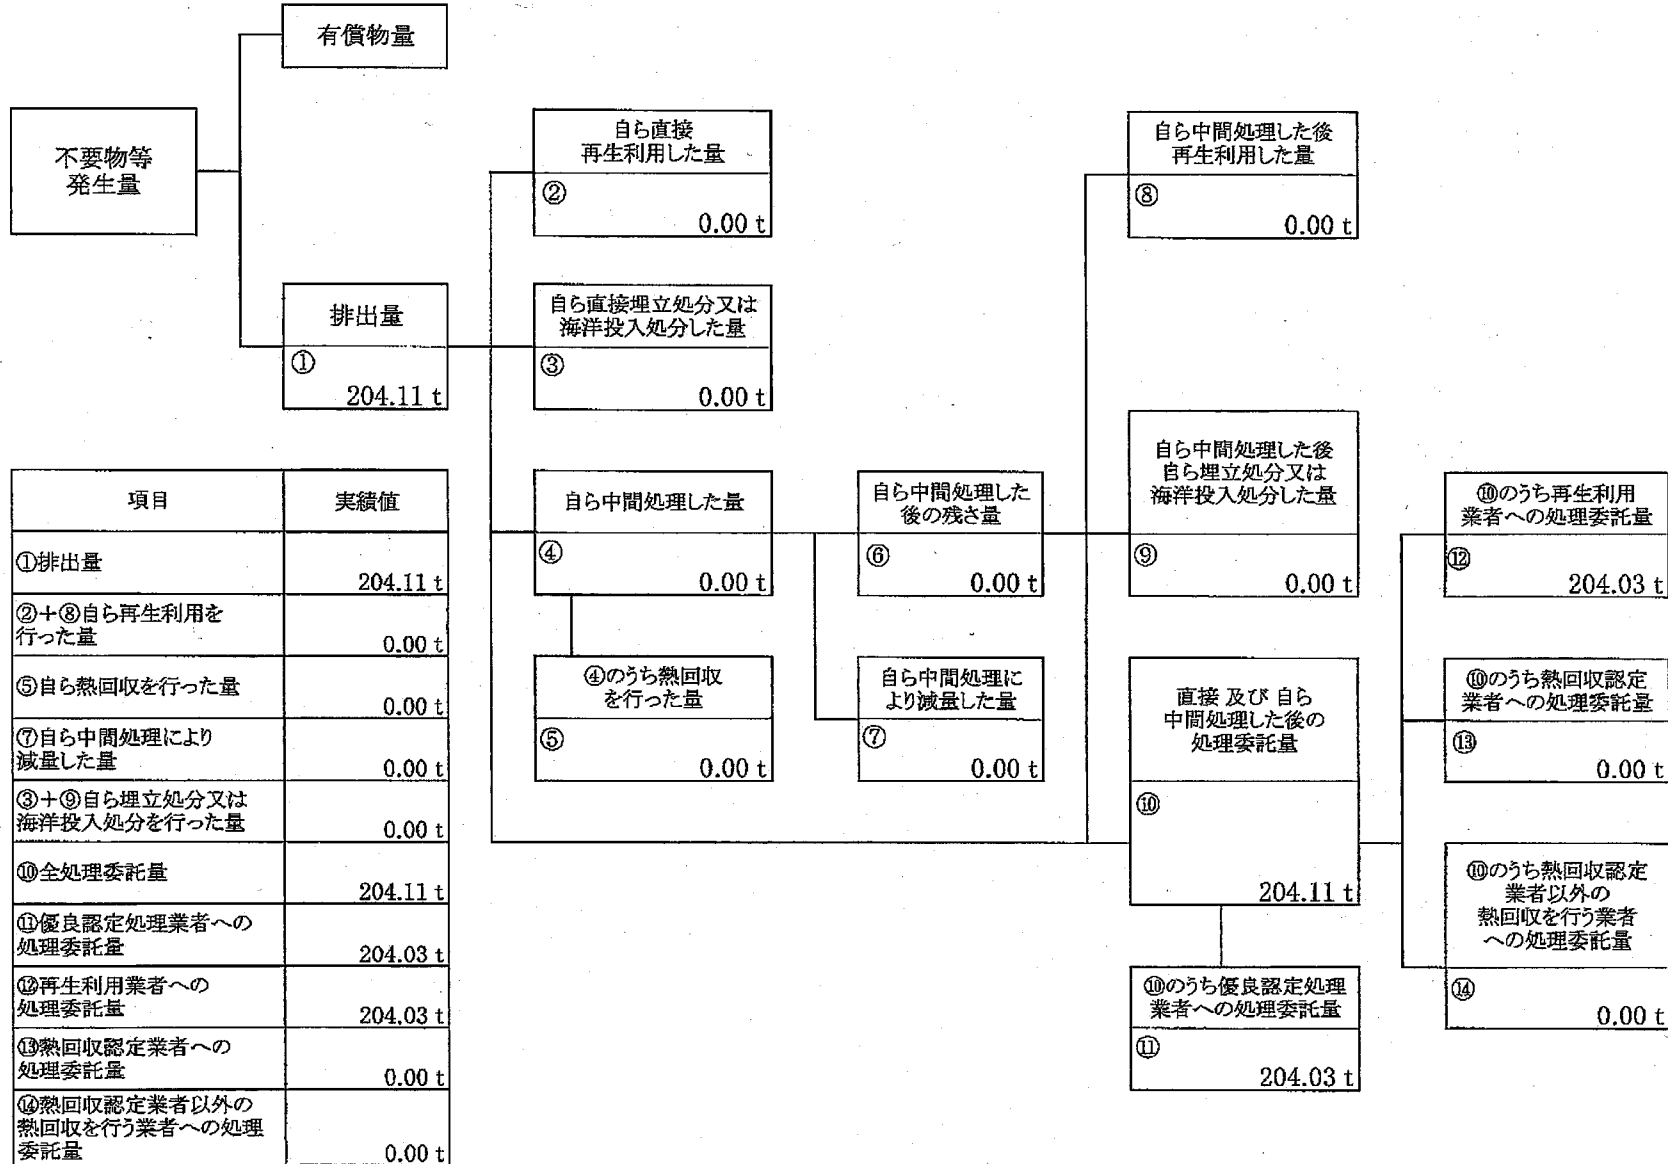 有償物量
不要物等
発生量
排出量
①
204.11 t
自ら直接
再生利用した量
②
0.00 t
自ら直接埋立処分又は
海洋投入処分した量
③
0.00 t
自ら中間処理した量
④
0.00 t
④のうち熱回収
を行った量
⑤
0.00 t
自ら中間処理した
後の残さ量
⑥
0.00 t
自ら中間処理に
より減量した量
⑦
0.00 t
自ら中間処理した後
再生利用した量
⑧
0.00 t
自ら中間処理した後
自ら埋立処分又は
海洋投入処分した量
⑨
0.00 t
直接 及び 自ら
中間処理した後の
処理委託量
⑩
204.11 t
⑩のうち優良認定処理
業者への処理委託量
⑪
204.03 t
⑩のうち再生利用
業者への処理委託量
⑫
204.03 t
⑩のうち熱回収認定
業者への処理委託量
⑬
0.00 t
⑩のうち熱回収認定
業者以外の
熱回収を行う業者
への処理委託量
⑭
0.00 t
項目 実績値
①排出量
204.11 t
②+⑧自ら再生利用を
行った量
0.00 t
⑤自ら熱回収を行った量
0.00 t
⑦自ら中間処理により
減量した量
0.00 t
③+⑨自ら埋立処分又は
海洋投入処分を行った量
0.00 t
⑩全処理委託量
204.11 t
⑪優良認定処理業者への
処理委託量
204.03 t
⑫再生利用業者への
処理委託量
204.03 t
⑬熱回収認定業者への
処理委託量
0.00 t
⑭熱回収認定業者以外の
熱回収を行う業者への処理
委託量
0.00 t